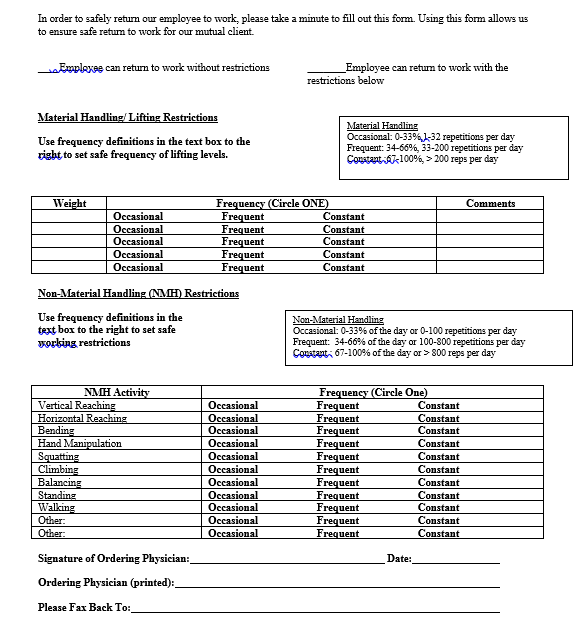 In order to safely return our employee to work, please take a minute to fill out this form. Using this form allows us
to ensure safe return to work for our mutual client.
___Employee can return to work without restrictions
______Employee can return to work with the
restrictions below
Material Handling/ Lifting Restrictions
Use frequency definitions in the text box to the
right to set safe frequency of lifting levels.
Material Handling
Occasional: 0-33% 1-32 repetitions per day
Frequent: 34-66%, 33-200 repetitions per day
Constant: 67-100%, > 200 reps per day
Weight Frequency (Circle ONE) Comments
Occasional Frequent Constant
Occasional Frequent Constant
Occasional Frequent Constant
Occasional Frequent Constant
Occasional Frequent Constant
Non-Material Handling (NMH) Restrictions
Use frequency definitions in the
text box to the right to set safe
working restrictions
Non-Material Handling
Occasional: 0-33% of the day or 0-100 repetitions per day
Frequent: 34-66% of the day or 100-800 repetitions per day
Constant: 67-100% of the day or > 800 reps per day
NMH Activity Frequency (Circle One)
Vertical Reaching Occasional Frequent Constant
Horizontal Reaching Occasional Frequent Constant
Bending Occasional Frequent Constant
Hand Manipulation Occasional Frequent Constant
Squatting Occasional Frequent Constant
Climbing Occasional Frequent Constant
Balancing Occasional Frequent Constant
Standing Occasional Frequent Constant
Walking Occasional Frequent Constant
Other: Occasional Frequent Constant
Other: Occasional Frequent Constant
Signature of Ordering Physician: Date:
Ordering Physician (printed):
Please Fax Back To: